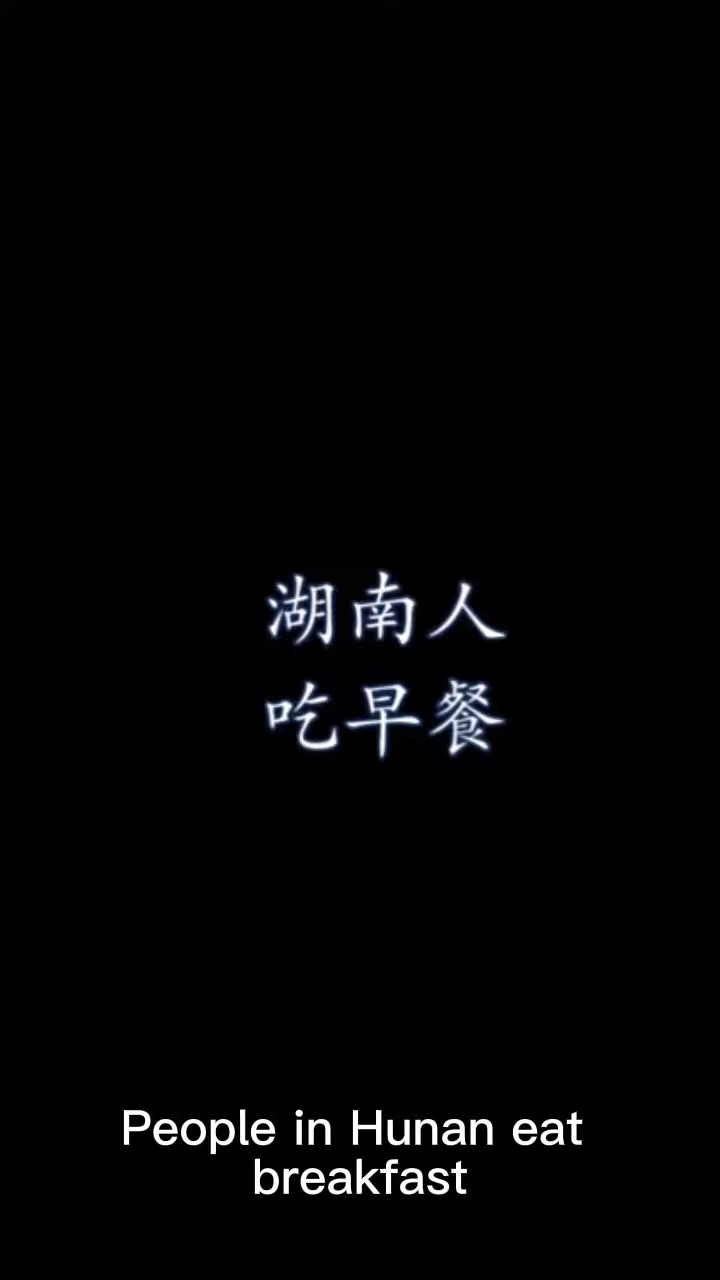 湖南人
吃早餐
People in Hunan eat
breakfast